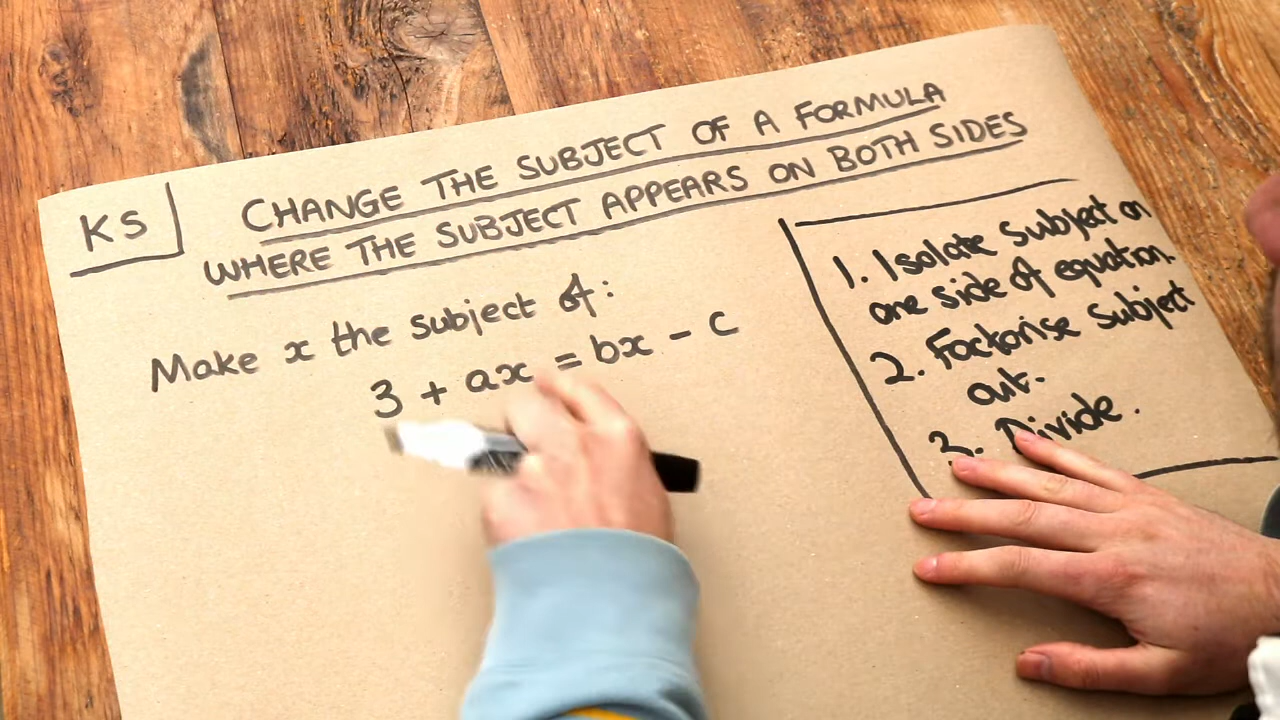 KS
CHANGE THE SUBJECT OF A FORMULA
WHERE THE SUBJECT APPEARS ON BOTH SIDES
Make x the subject of:
3 + ax = bx - c
1. Isolate subject on
one side of equation.
2. Factorise subject
out.
3. Divide.